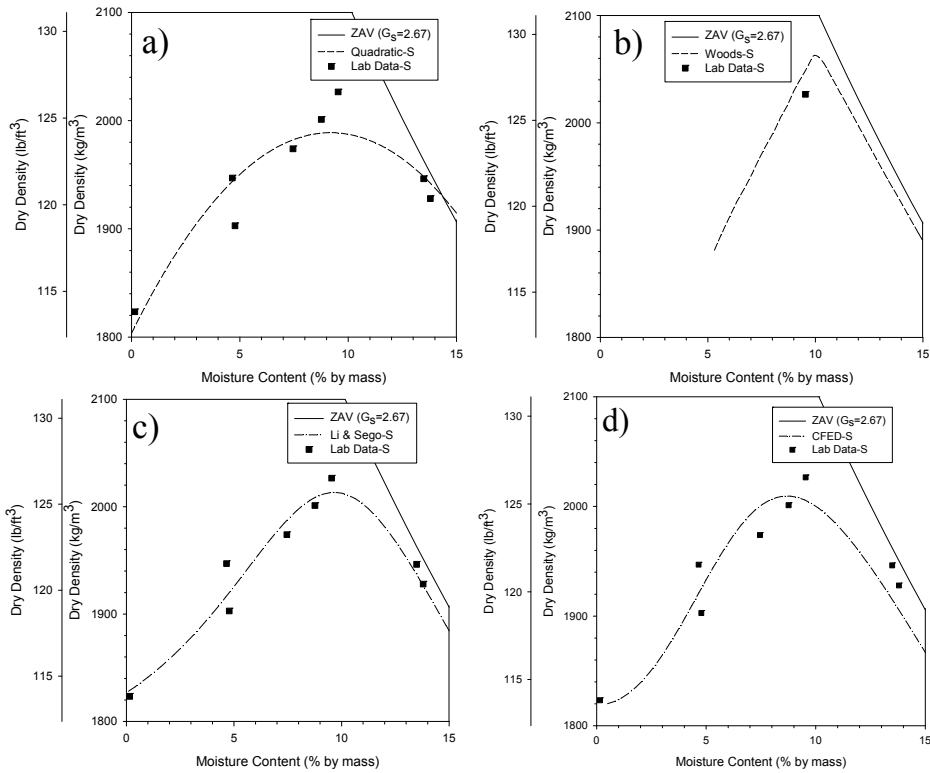 a)
ZAV (Gs=2.67)
Quadratic-S
Lab Data-S
Dry Density (lb/ft3)
Dry Density (kg/m3)
130
125
120
115
2100
2000
1900
1800
0 5 10 15
Moisture Content (% by mass)
b)
ZAV (Gs=2.67)
Woods-S
Lab Data-S
Dry Density (lb/ft3)
Dry Density (kg/m3)
130
125
120
115
2100
2000
1900
1800
0 5 10 15
Moisture Content (% by mass)
c)
ZAV (Gs=2.67)
Li & Sego-S
Lab Data-S
Dry Density (lb/ft3)
Dry Density (kg/m3)
130
125
120
115
2100
2000
1900
1800
0 5 10 15
Moisture Content (% by mass)
d)
ZAV (Gs=2.67)
CFED-S
Lab Data-S
Dry Density (lb/ft3)
Dry Density (kg/m3)
130
125
120
115
2100
2000
1900
1800
0 5 10 15
Moisture Content (% by mass)